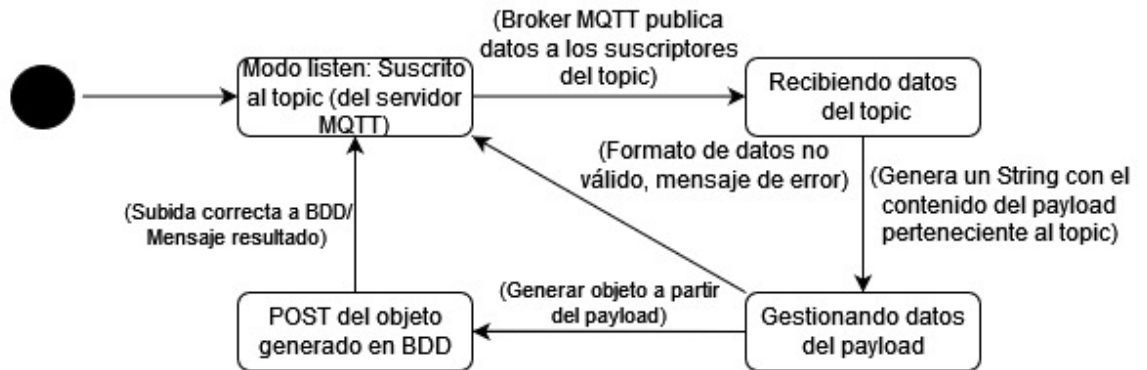 (Broker MQTT publica
datos a los suscriptores
del topic)
Modo listen: Suscrito
al topic (del servidor
MQTT)
Recibiendo datos
del topic
(Formato de datos no
válido, mensaje de error)
(Genera un String con el
contenido del payload
perteneciente al topic)
(Subida correcta a BDD/
Mensaje resultado)
(Generar objeto a partir
del payload)
POST del objeto
generado en BDD
Gestionando datos
del payload